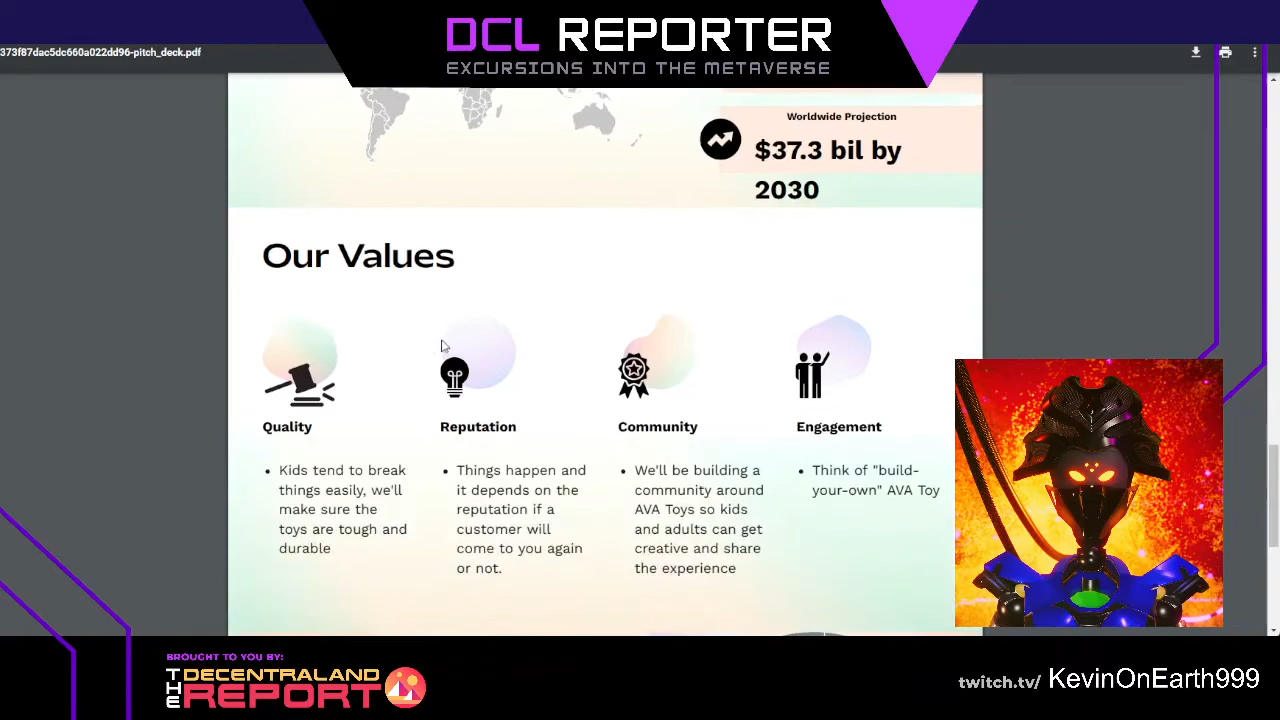 DCL REPORTER
EXCURSIONS INTO THE METAVERSE
373f87dac5dc660a022dd96-pitch_deck.pdf
Worldwide Projection
$37.3 bil by
2030
Our Values
Quality
Kids tend to break
things easily, we'll
make sure the
toys are tough and
durable
Reputation
Things happen and
it depends on the
reputation if a
customer will
come to you again
or not.
Community
We'll be building a
community around
AVA Toys so kids
and adults can get
creative and share
the experience
Engagement
Think of "build-
your-own" AVA Toy
BROUGHT TO YOU BY:
THE DECENTRALAND
REPORT
twitch.tv/ KevinOnEarth999